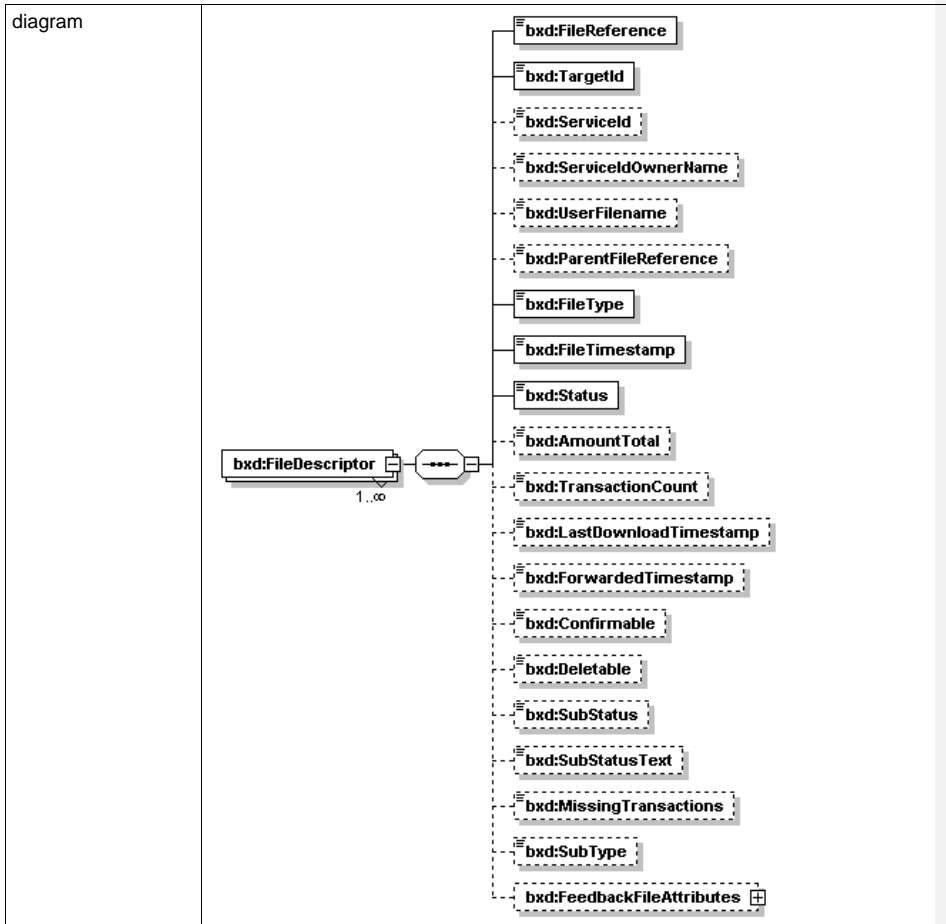 diagram
bxd:FileReference
bxd:TargetId
bxd:ServiceId
bxd:ServiceIdOwnerName
bxd:UserFilename
bxd:ParentFileReference
bxd:FileType
bxd:FileTimestamp
bxd:Status
bxd:AmountTotal
bxd:FileDescriptor
1..∞
bxd:TransactionCount
bxd:LastDownloadTimestamp
bxd:ForwardedTimestamp
bxd:Confirmable
bxd:Deletable
bxd:SubStatus
bxd:SubStatusText
bxd:MissingTransactions
bxd:SubType
bxd:FeedbackFileAttributes